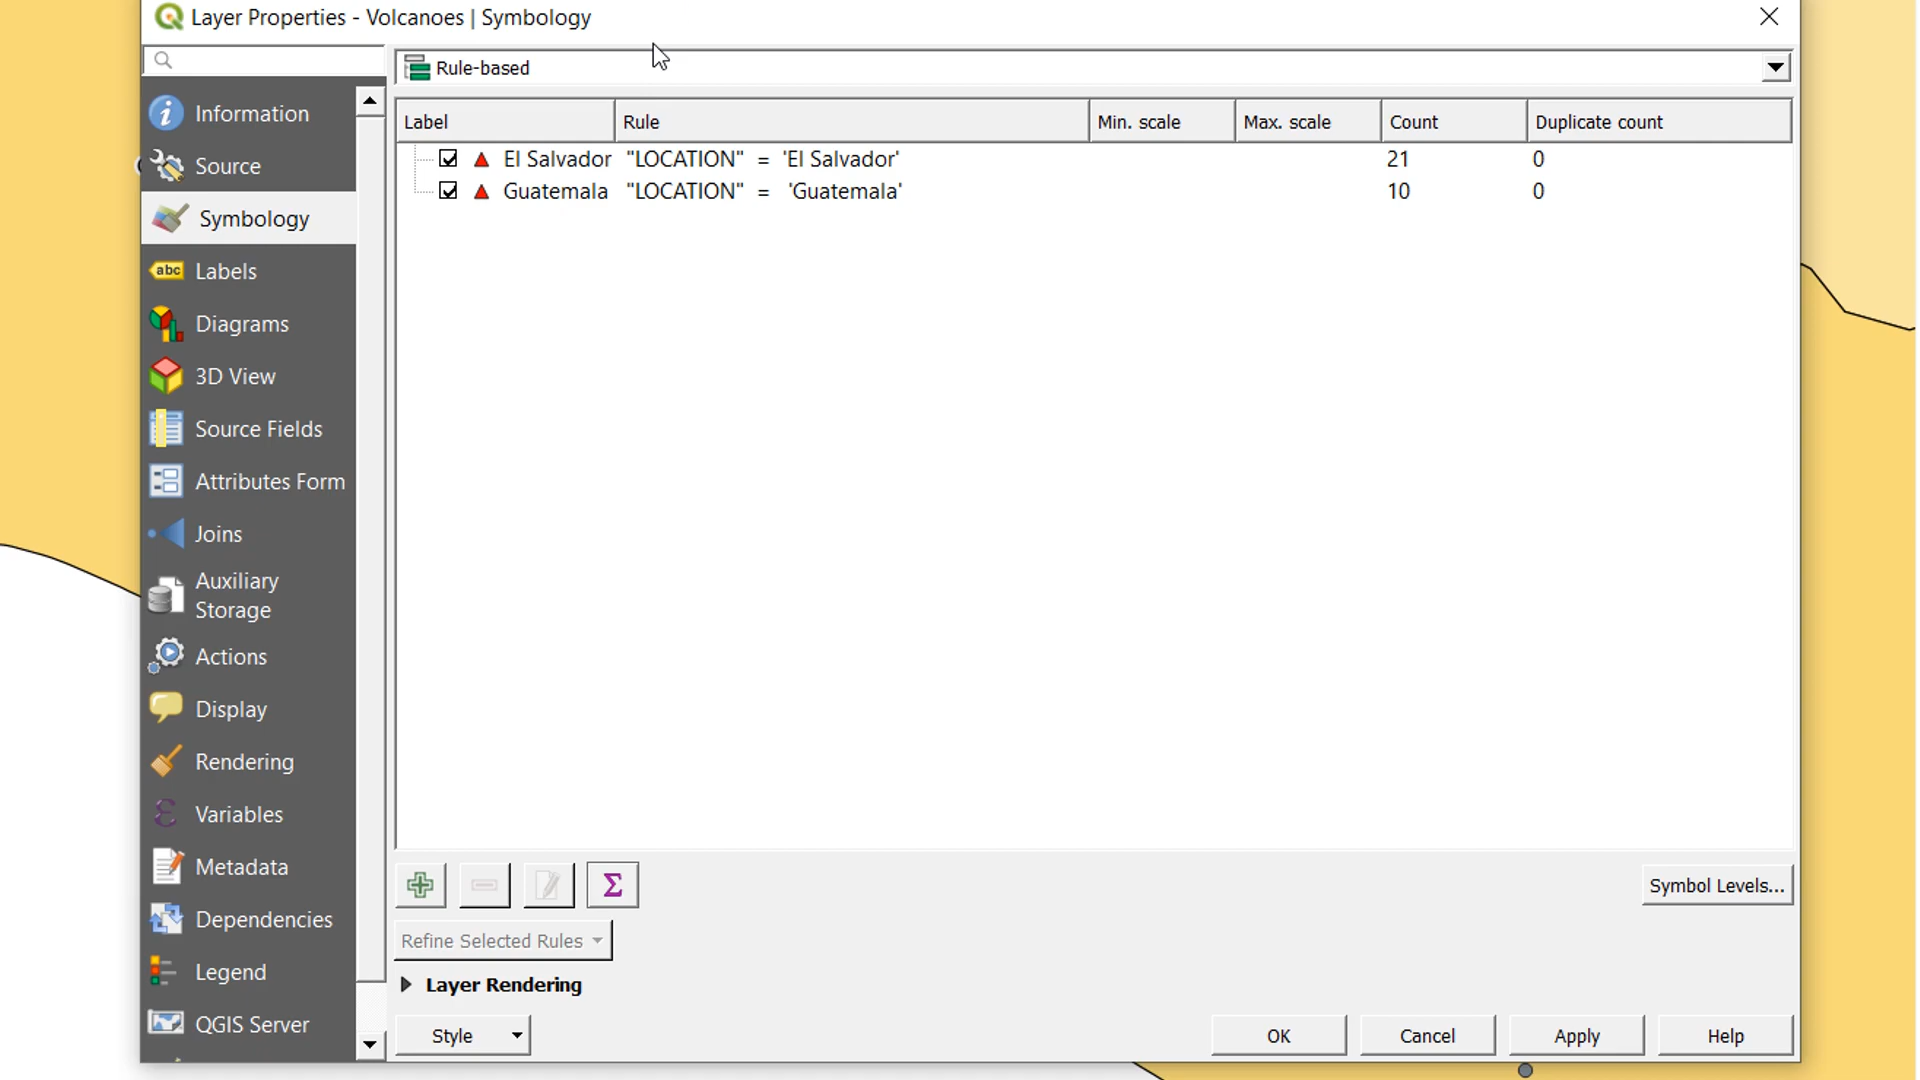 Layer Properties - Volcanoes | Symbology
Rule-based
Information
Source
Symbology
abc Labels
Diagrams
3D View
Source Fields
Attributes Form
Joins
Auxiliary
Storage
Actions
Display
Rendering
Variables
Metadata
Dependencies
Legend
QGIS Server
Label Rule Min. scale Max. scale Count Duplicate count
El Salvador "LOCATION" = 'El Salvador' 21 0
Guatemala "LOCATION" = 'Guatemala' 10 0
Σ
Symbol Levels...
Refine Selected Rules
Layer Rendering
Style OK Cancel Apply Help